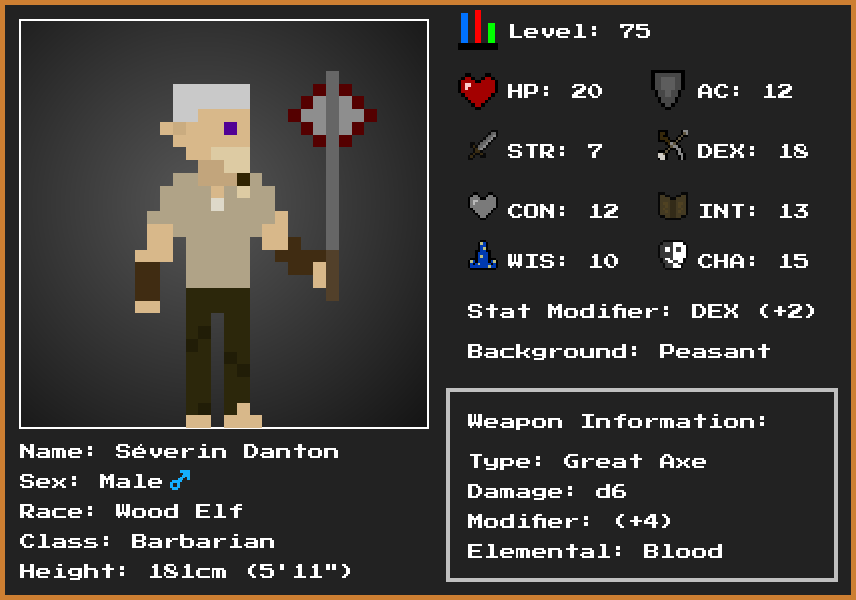 Level: 75
HP: 20
AC: 12
STR: 7
DEX: 18
CON: 12
INT: 13
WIS: 10
CHA: 15
Stat Modifier: DEX (+2)
Background: Peasant
Weapon Information:
Type: Great Axe
Damage: d6
Modifier: (+4)
Elemental: Blood
Name: Séverin Danton
Sex: Male♂
Race: Wood Elf
Class: Barbarian
Height: 181cm (5'11")